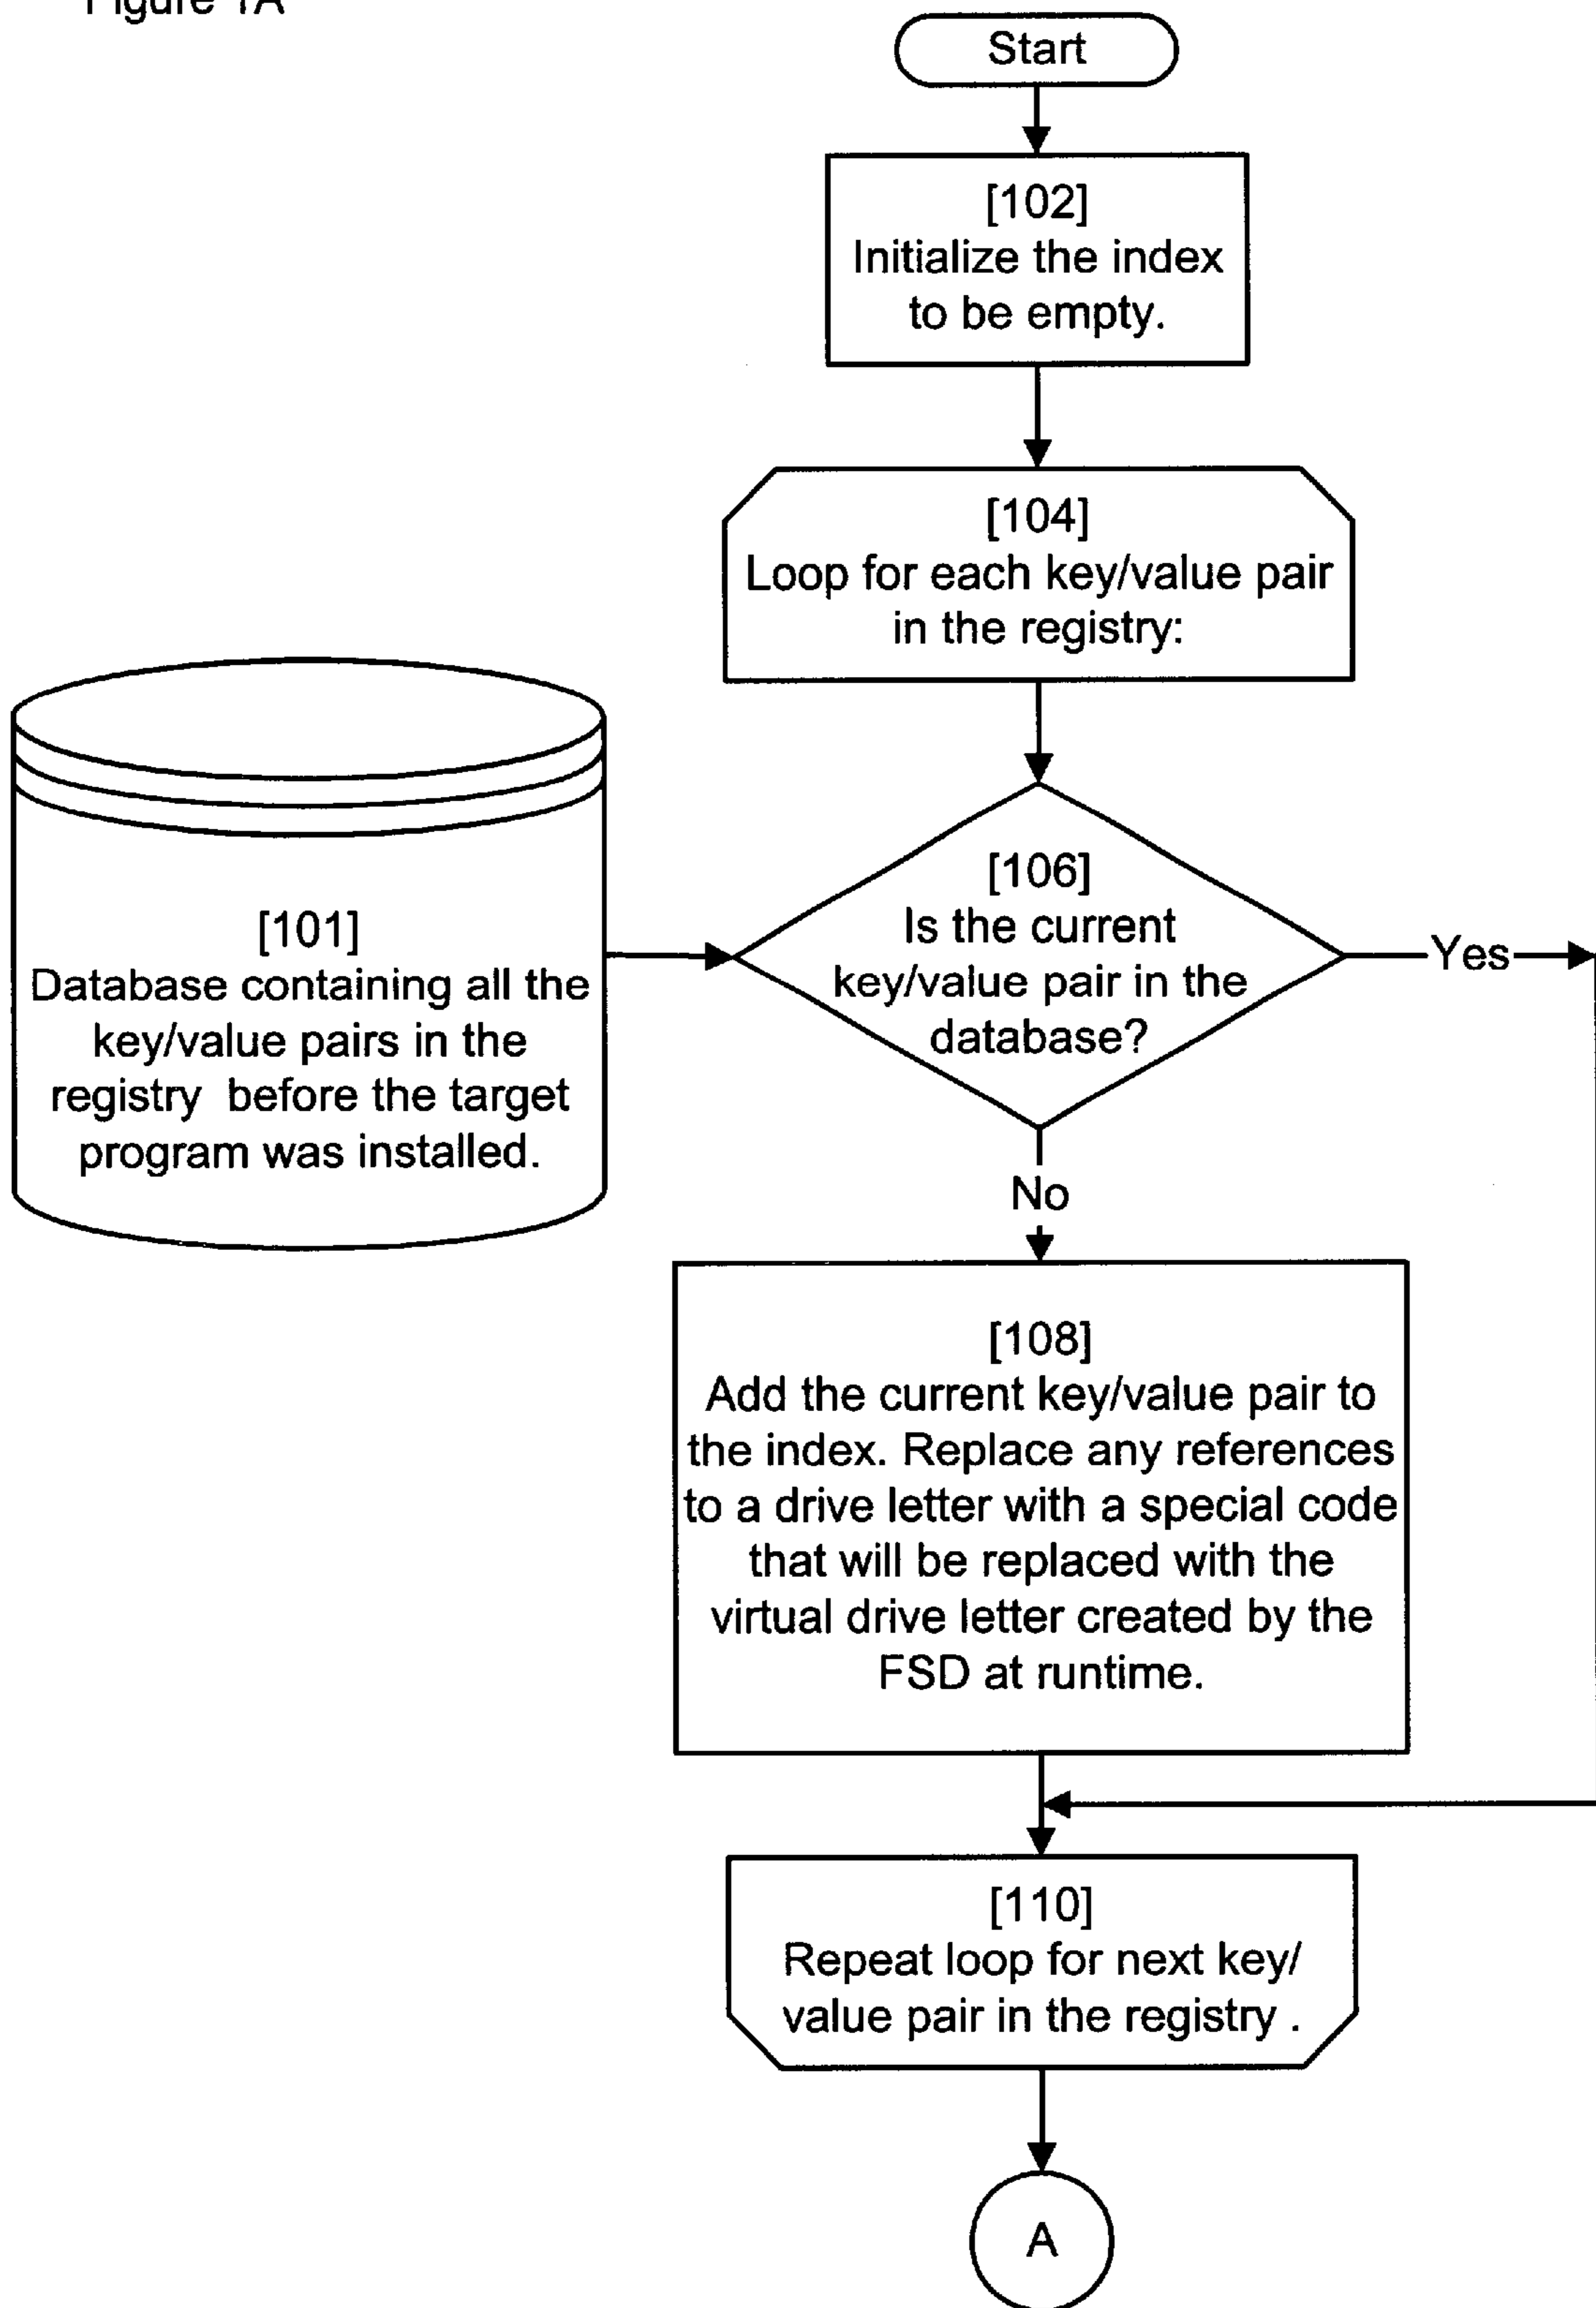 Figure 1A
Start
[102]
Initialize the index
to be empty.
[104]
Loop for each key/value pair
in the registry:
[101]
Database containing all the
key/value pairs in the
registry before the target
program was installed.
[106]
Is the current
key/value pair in the
database?
Yes
No
[108]
Add the current key/value pair to
the index. Replace any references
to a drive letter with a special code
that will be replaced with the
virtual drive letter created by the
FSD at runtime.
[110]
Repeat loop for next key/
value pair in the registry .
A